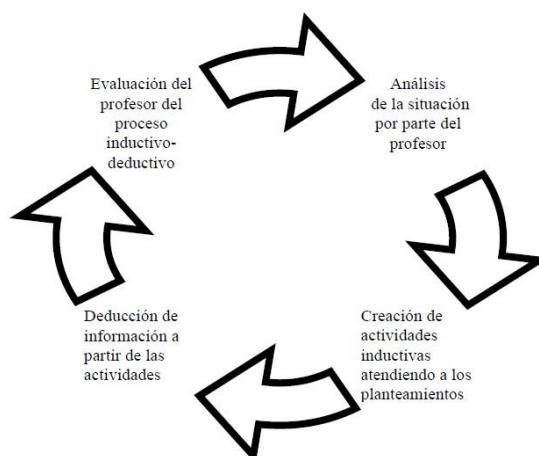 Evaluación del
profesor del
proceso
inductivo-
deductivo
Análisis
de la situación
por parte del
profesor
Creación de
actividades
inductivas
atendiendo a los
planteamientos
Deducción de
información a
partir de las
actividades